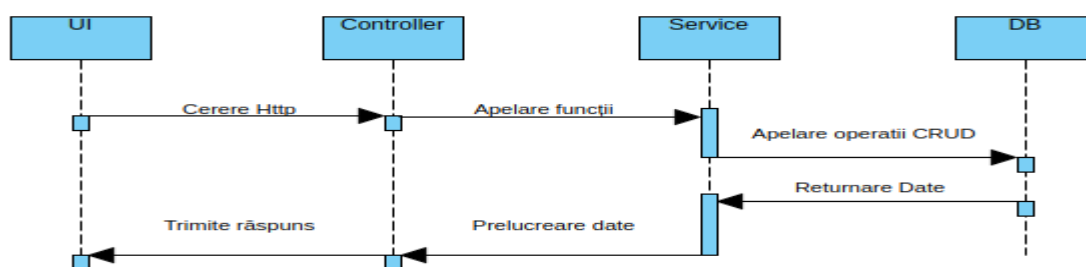 UI
Controller
Service
DB
Cerere Http
Apelare funcții
Apelare operatii CRUD
Returnare Date
Trimite răspuns
Prelucreare date